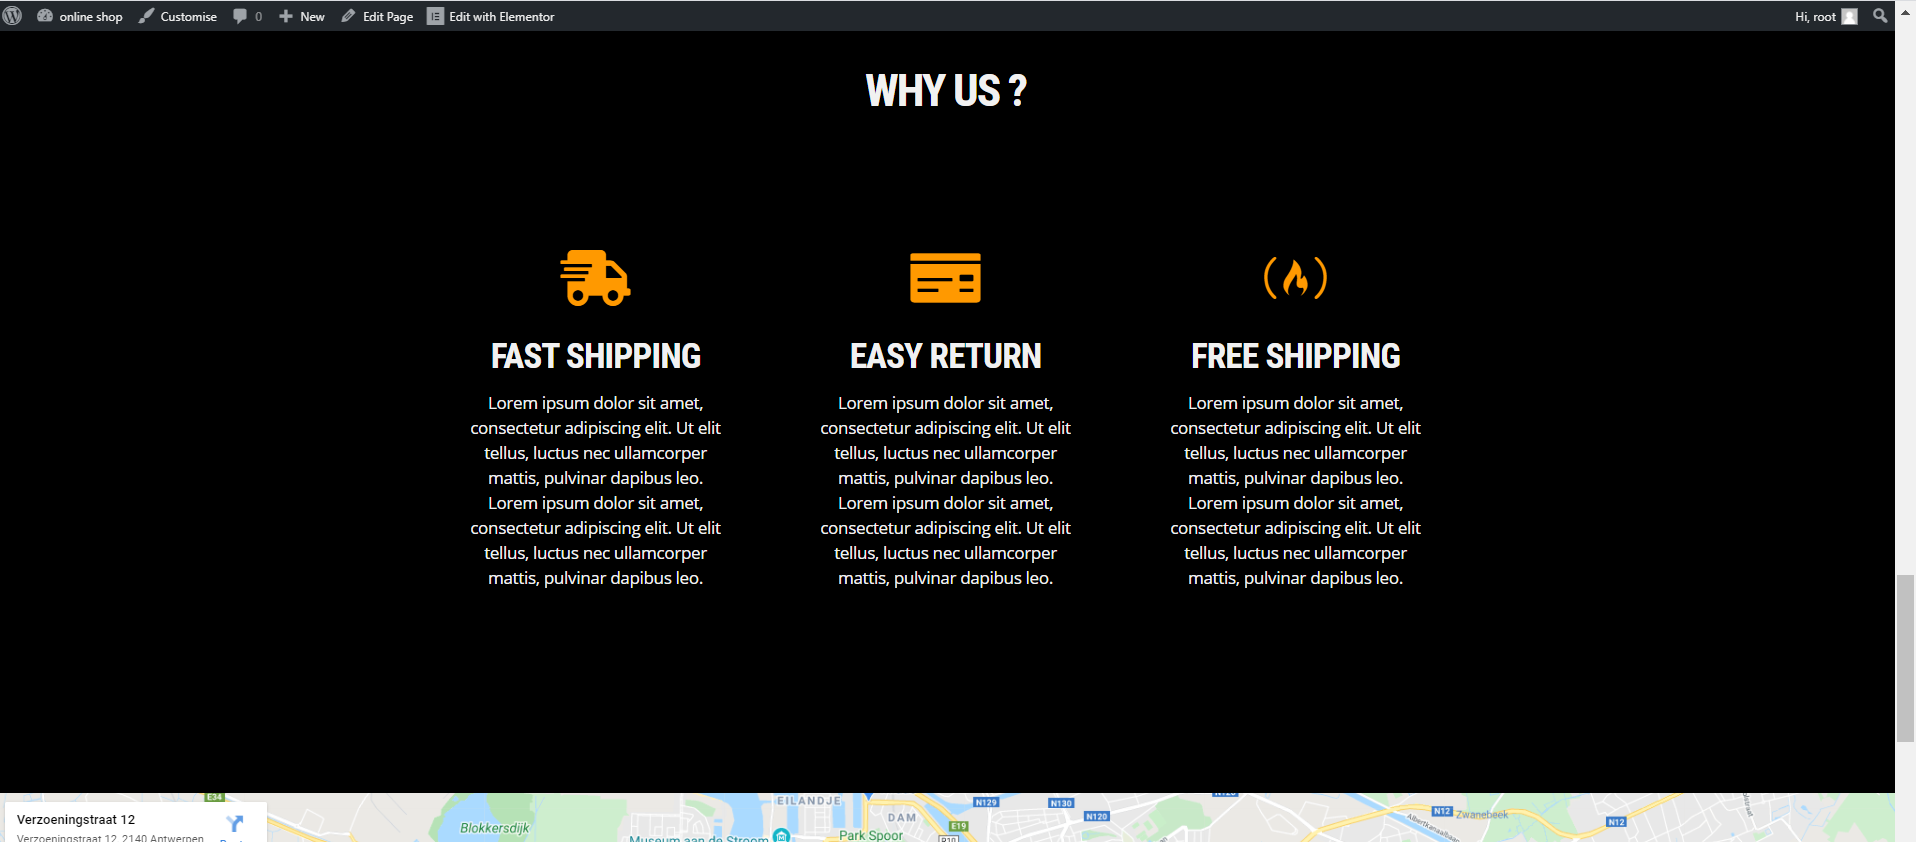 online shop
Customise
0
New
Edit Page
Edit with Elementor
Hi, root
WHY US ?
FAST SHIPPING
Lorem ipsum dolor sit amet,
consectetur adipiscing elit. Ut elit
tellus, luctus nec ullamcorper
mattis, pulvinar dapibus leo.
Lorem ipsum dolor sit amet,
consectetur adipiscing elit. Ut elit
tellus, luctus nec ullamcorper
mattis, pulvinar dapibus leo.
EASY RETURN
Lorem ipsum dolor sit amet,
consectetur adipiscing elit. Ut elit
tellus, luctus nec ullamcorper
mattis, pulvinar dapibus leo.
Lorem ipsum dolor sit amet,
consectetur adipiscing elit. Ut elit
tellus, luctus nec ullamcorper
mattis, pulvinar dapibus leo.
FREE SHIPPING
Lorem ipsum dolor sit amet,
consectetur adipiscing elit. Ut elit
tellus, luctus nec ullamcorper
mattis, pulvinar dapibus leo.
Lorem ipsum dolor sit amet,
consectetur adipiscing elit. Ut elit
tellus, luctus nec ullamcorper
mattis, pulvinar dapibus leo.
Verzoeningstraat 12
Verzoeningstraat 12, 2140 Antwerpen
E34
Blokkersdijk
EILANDJE
DAM
Museum aan de Stroom
Park Spoor
E19
R10
N129
N130
N120
N12
Zwanebeek
Albertkanaalbaan
N12